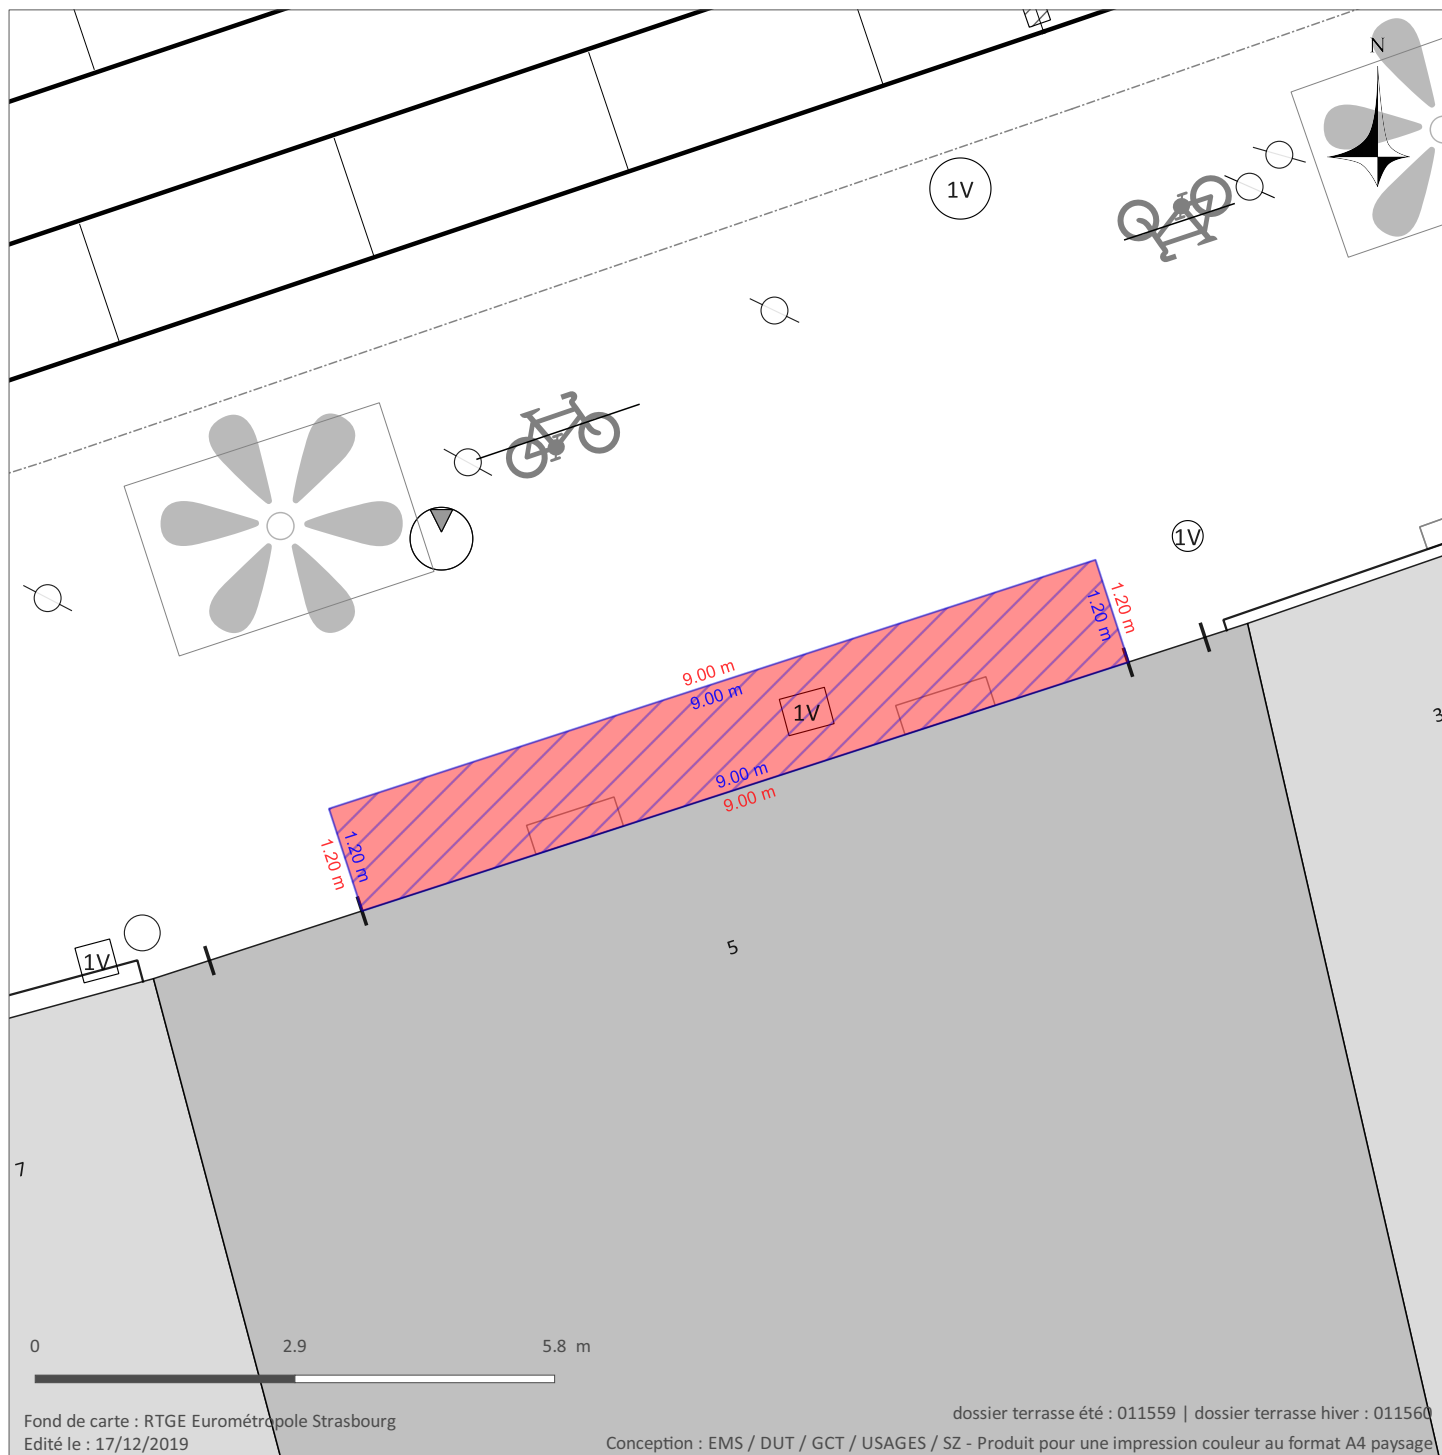 N
1V
1V
1.20 m
1.20 m
9.00 m
9.00 m
1V
9.00 m
9.00 m
1.20 m
1.20 m
1V
5
7
0 2.9 5.8 m
Fond de carte : RTGE Eurométropole Strasbourg
Edité le : 17/12/2019
dossier terrasse été : 011559 | dossier terrasse hiver : 011560
Conception : EMS / DUT / GCT / USAGES / SZ - Produit pour une impression couleur au format A4 paysage